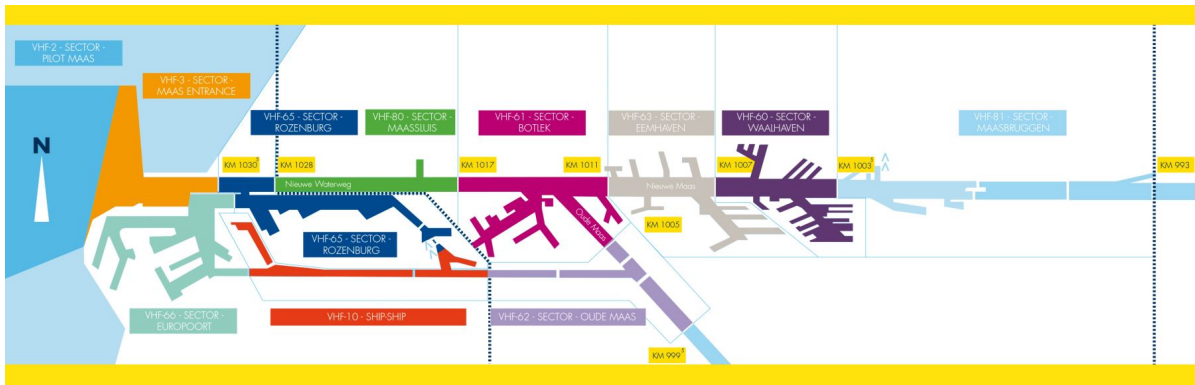 VHF-2 - SECTOR -
PILOT MAAS
VHF-3 - SECTOR -
MAAS ENTRANCE
VHF-65 - SECTOR -
ROZENBURG
VHF-80 - SECTOR -
MAASSLUIS
VHF-61 - SECTOR -
BOTLEK
VHF-63 - SECTOR -
EEMHAVEN
VHF-60 - SECTOR -
WAALHAVEN
VHF-81 - SECTOR -
MAASBRUGGEN
N
KM 1030⁵
KM 1028
KM 1017
KM 1011
KM 1007
KM 1003⁵
KM 993
Nieuwe Waterweg
Nieuwe Maas
Oude Maas
KM 1005
VHF-65 - SECTOR -
ROZENBURG
VHF-66 - SECTOR -
EUROPOORT
VHF-10 - SHIP-SHIP
VHF-62 - SECTOR - OUDE MAAS
KM 999⁵